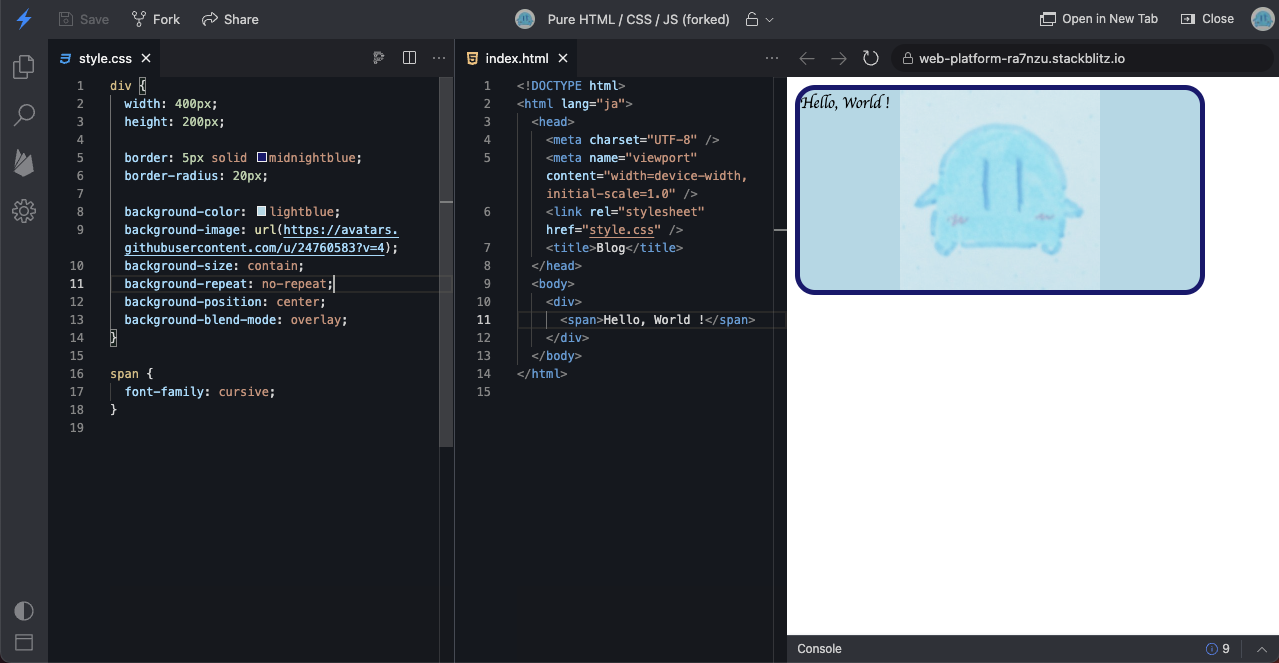 Save
Fork
Share
Pure HTML / CSS / JS (forked)
Open in New Tab
Close
style.css
1 div {
2 width: 400px;
3 height: 200px;
4
5 border: 5px solid midnightblue;
6 border-radius: 20px;
7
8 background-color: lightblue;
9 background-image: url(https://avatars.
githubusercontent.com/u/24760583?v=4);
10 background-size: contain;
11 background-repeat: no-repeat;
12 background-position: center;
13 background-blend-mode: overlay;
14 }
15
16 span {
17 font-family: cursive;
18 }
19
index.html
1 <!DOCTYPE html>
2 <html lang="ja">
3 <head>
4 <meta charset="UTF-8" />
5 <meta name="viewport"
content="width=device-width,
initial-scale=1.0" />
6 <link rel="stylesheet"
href="style.css" />
7 <title>Blog</title>
8 </head>
9 <body>
10 <div>
11 <span>Hello, World !</span>
12 </div>
13 </body>
14 </html>
15
web-platform-ra7nzu.stackblitz.io
Hello, World !
Console
9